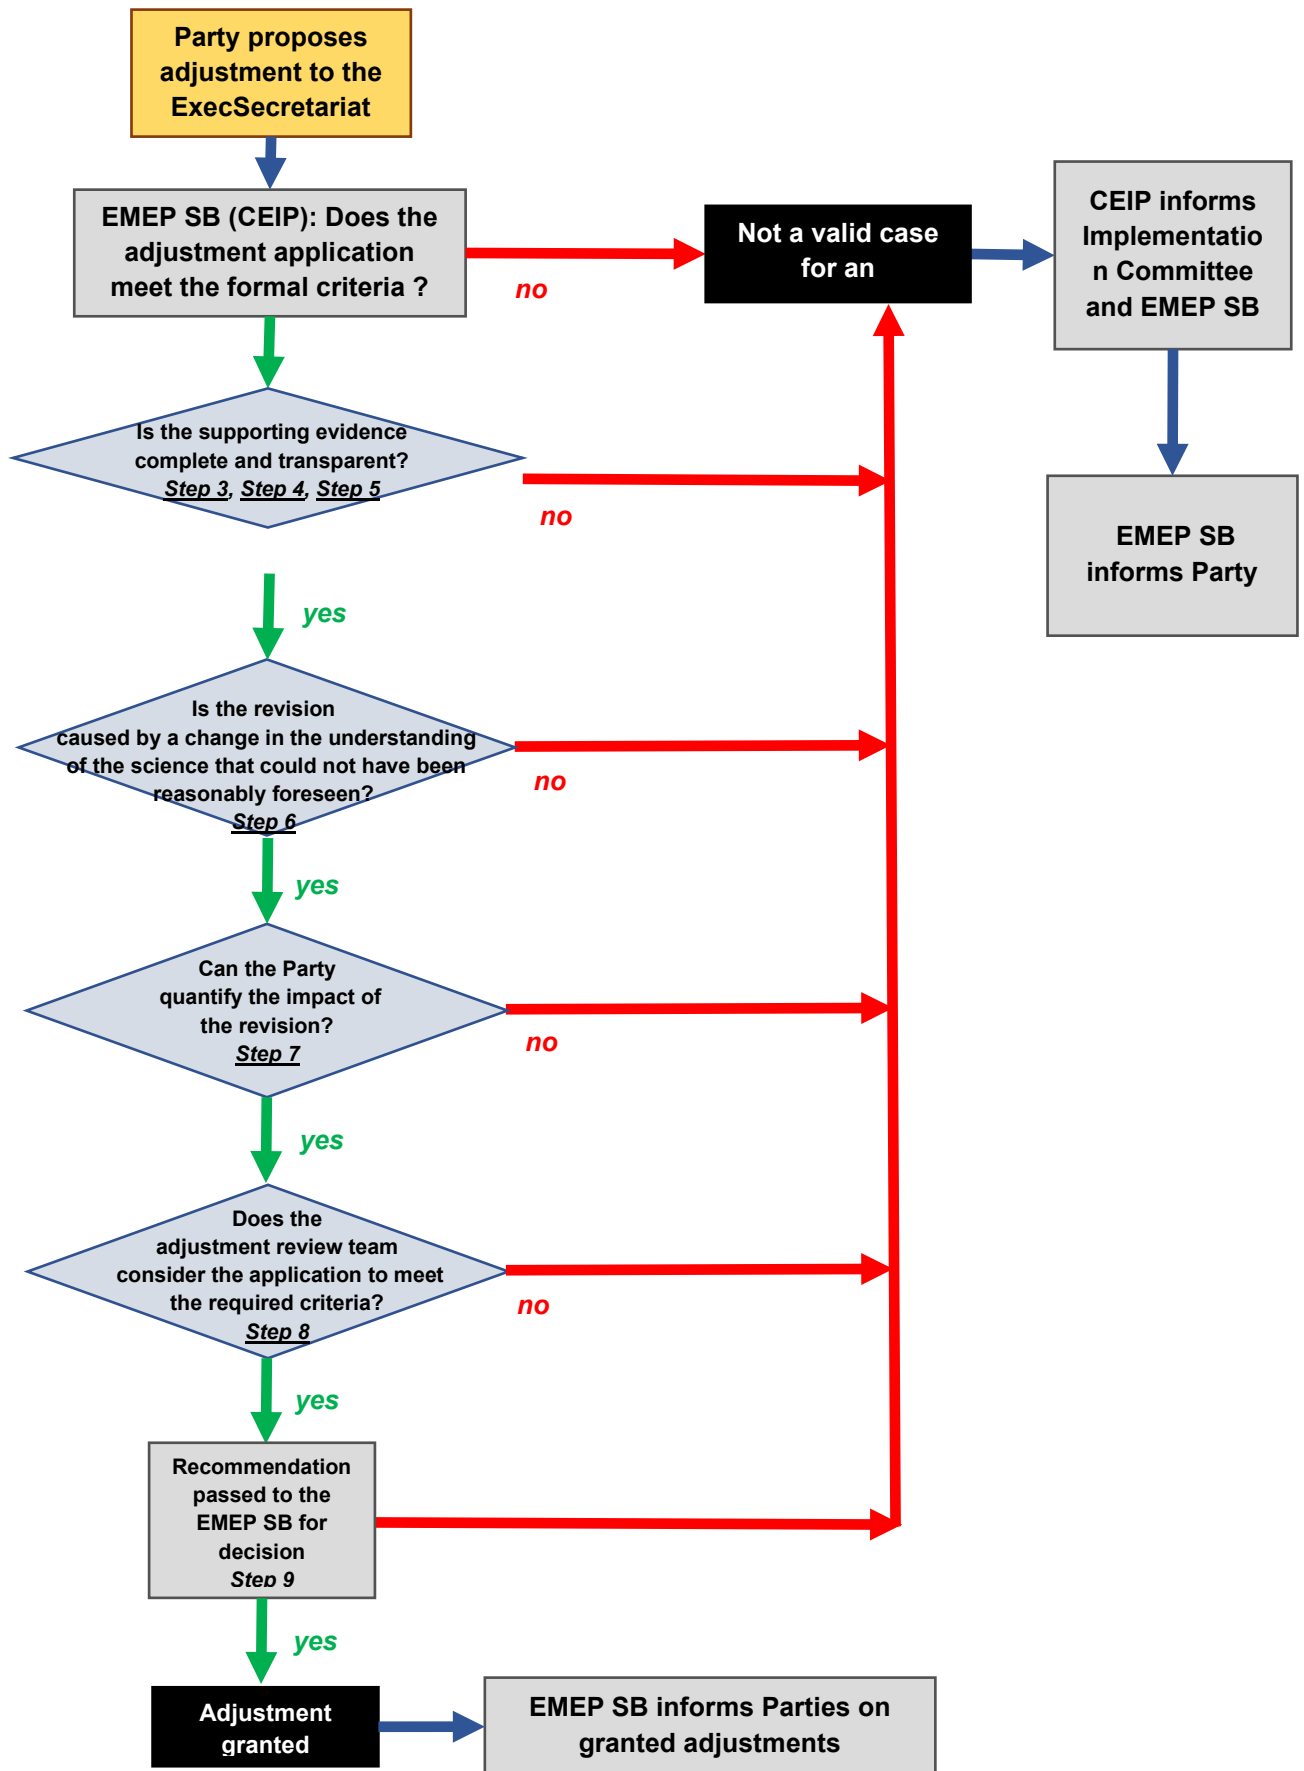 Party proposes
adjustment to the
ExecSecretariat
EMEP SB (CEIP): Does the
adjustment application
meet the formal criteria ?
no
Not a valid case
for an
CEIP informs
Implementatio
n Committee
and EMEP SB
Is the supporting evidence
complete and transparent?
Step 3, Step 4, Step 5
no
EMEP SB
informs Party
yes
Is the revision
caused by a change in the understanding
of the science that could not have been
reasonably foreseen?
Step 6
no
yes
Can the Party
quantify the impact of
the revision?
Step 7
no
yes
Does the
adjustment review team
consider the application to meet
the required criteria?
Step 8
no
yes
Recommendation
passed to the
EMEP SB for
decision
Step 9
yes
Adjustment
granted
EMEP SB informs Parties on
granted adjustments